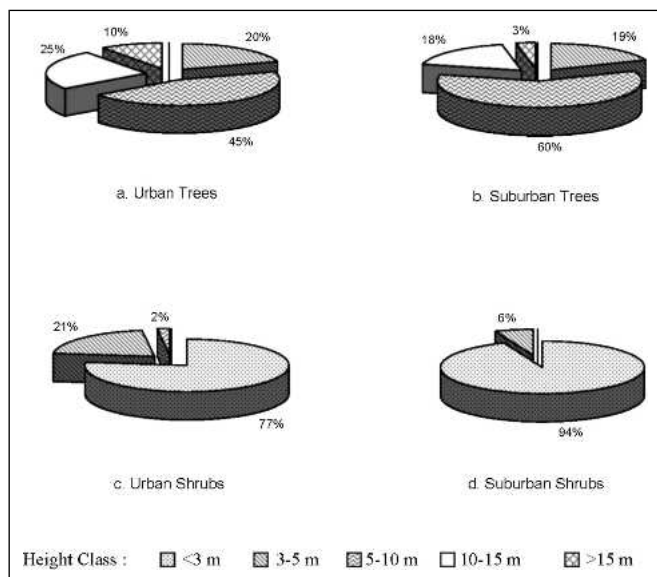 10% 20% 3% 19%
25% 18%
45% 60%
a. Urban Trees b. Suburban Trees
2% 6%
21%
77% 94%
c. Urban Shrubs d. Suburban Shrubs
Height Class : <3 m 3-5 m 5-10 m 10-15 m >15 m